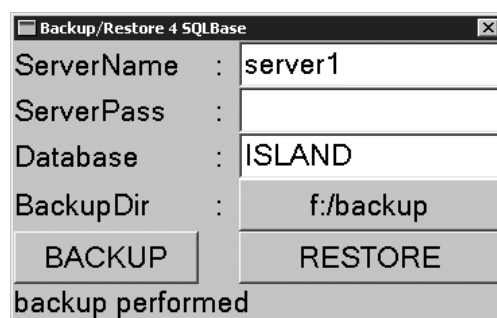 Backup/Restore 4 SQLBase
ServerName : server1
ServerPass :
Database : ISLAND
BackupDir : f:/backup
BACKUP RESTORE
backup performed